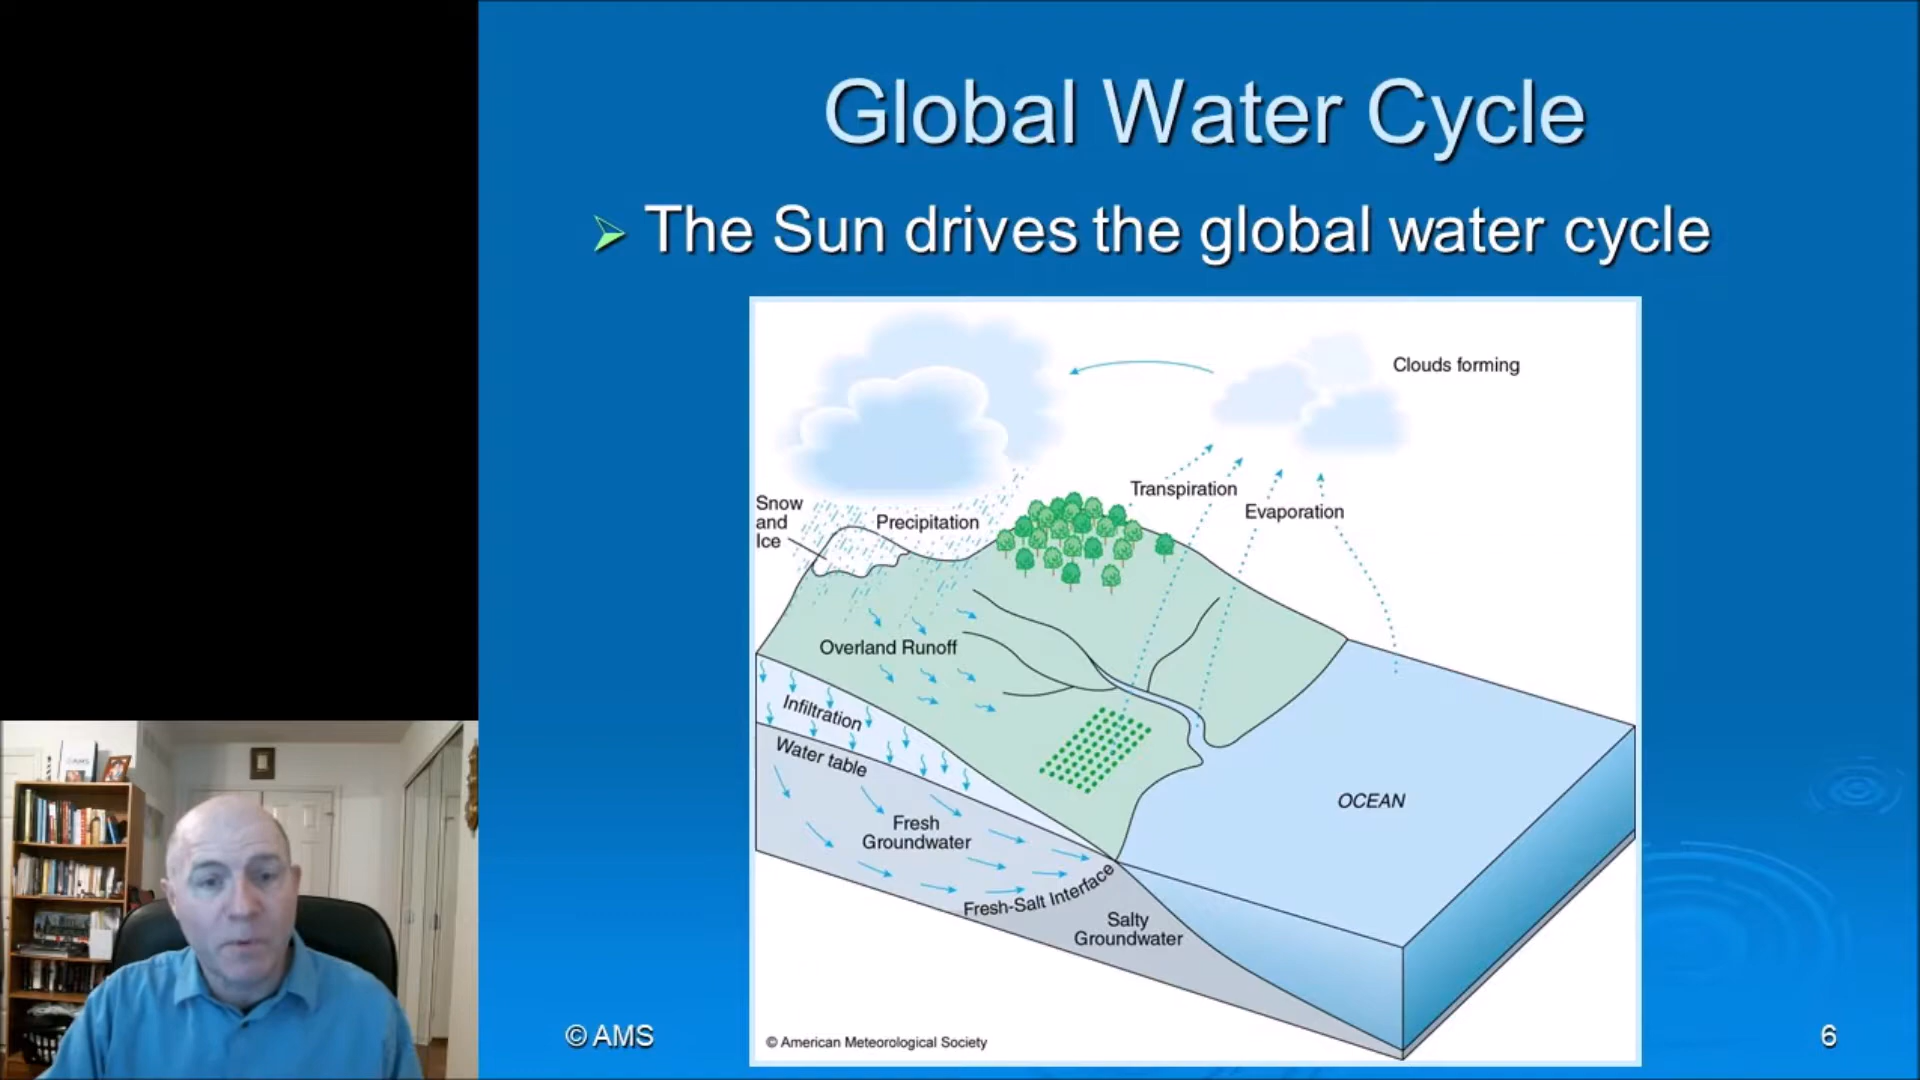 Global Water Cycle
The Sun drives the global water cycle
Clouds forming
Transpiration
Evaporation
Snow
and
Ice
Precipitation
Overland Runoff
Infiltration
Water table
Fresh
Groundwater
Fresh-Salt Interface
Salty
Groundwater
OCEAN
© American Meteorological Society
© AMS
6
AMS